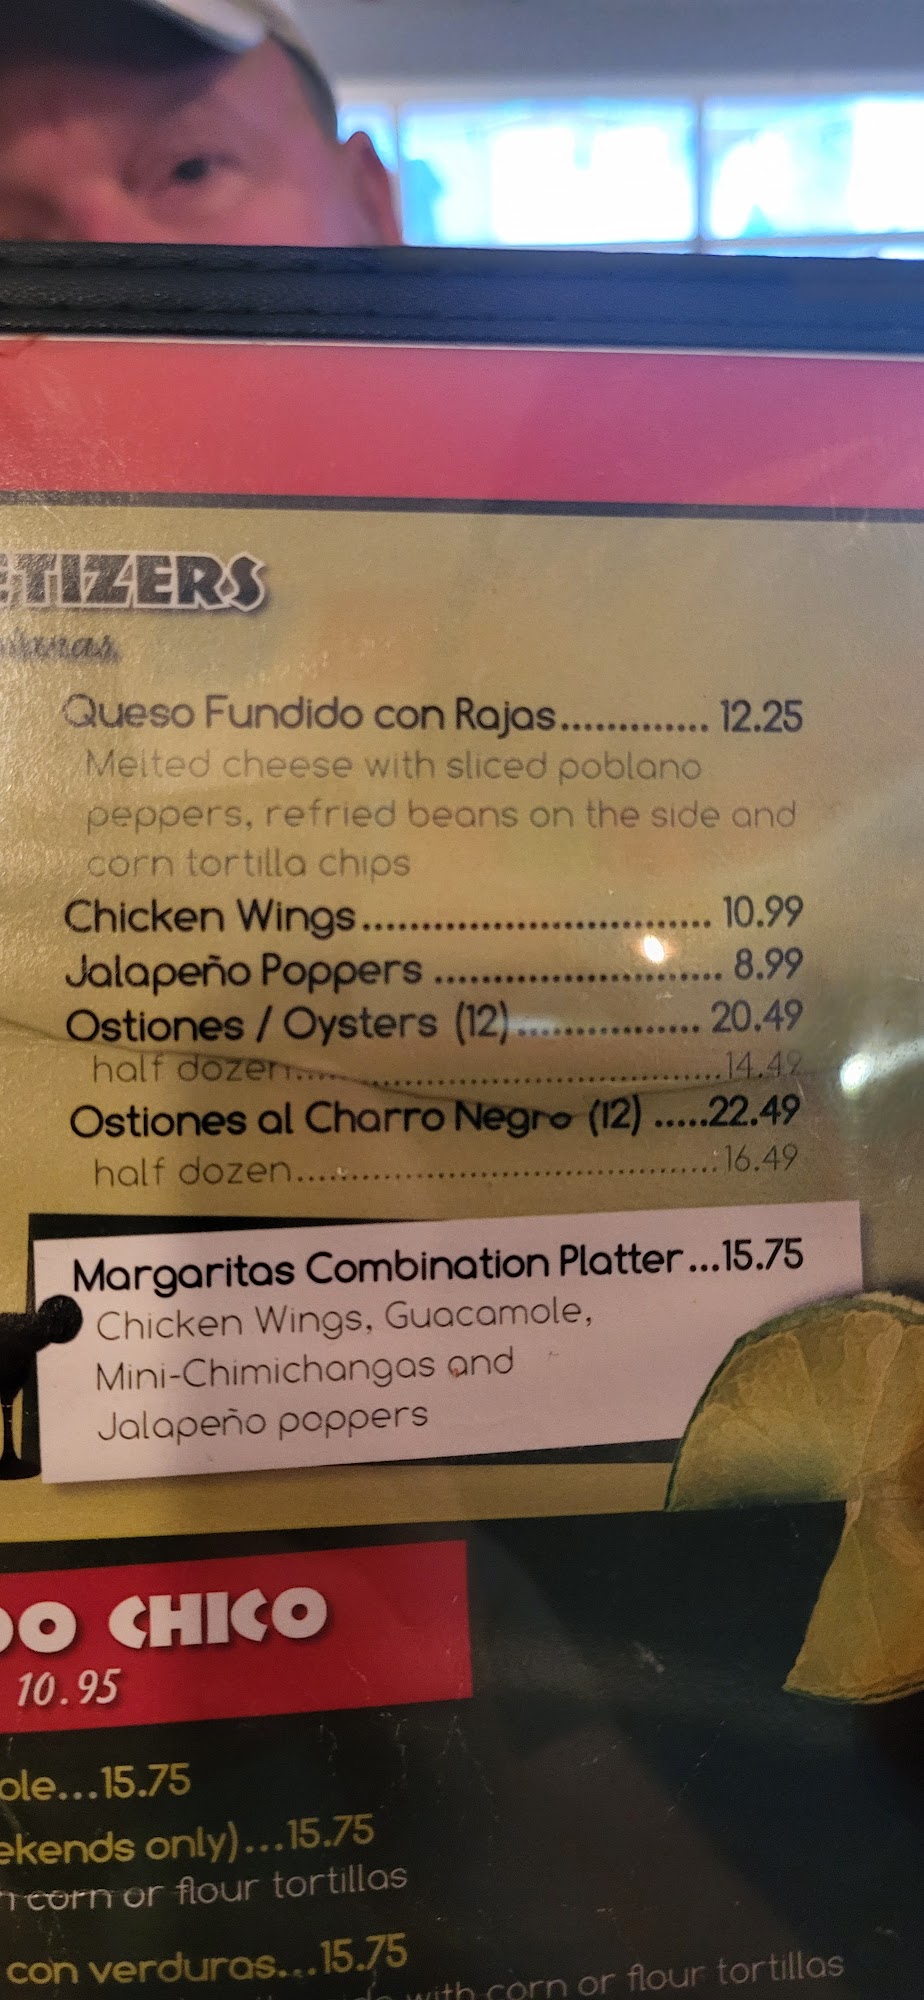 TIZERS
Queso Fundido con Rajas............. 12.25
Melted cheese with sliced poblano
peppers, refried beans on the side and
corn tortilla chips
Chicken Wings................................ 10.99
Jalapeño Poppers .......................... 8.99
Ostiones / Oysters (12)................. 20.49
half dozen.......................................14.49
Ostiones al Charro Negro (12) .....22.49
half dozen.......................................16.49
Margaritas Combination Platter...15.75
Chicken Wings, Guacamole,
Mini-Chimichangas and
Jalapeño poppers
DO CHICO
10.95
ole...15.75
ekends only)...15.75
corn or flour tortillas
con verduras...15.75
with corn or flour tortillas